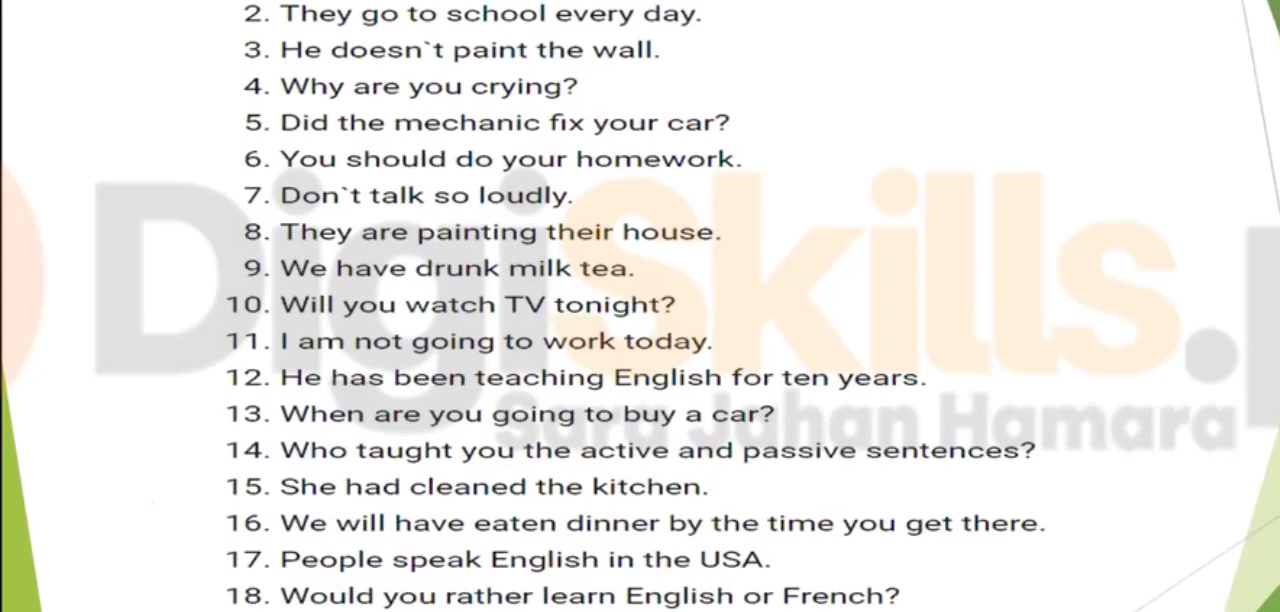 2. They go to school every day.
3. He doesn`t paint the wall.
4. Why are you crying?
5. Did the mechanic fix your car?
6. You should do your homework.
7. Don`t talk so loudly.
8. They are painting their house.
9. We have drunk milk tea.
10. Will you watch TV tonight?
11. I am not going to work today.
12. He has been teaching English for ten years.
13. When are you going to buy a car?
14. Who taught you the active and passive sentences?
15. She had cleaned the kitchen.
16. We will have eaten dinner by the time you get there.
17. People speak English in the USA.
18. Would you rather learn English or French?
DigiSkills.
Sara Jahan Hamara